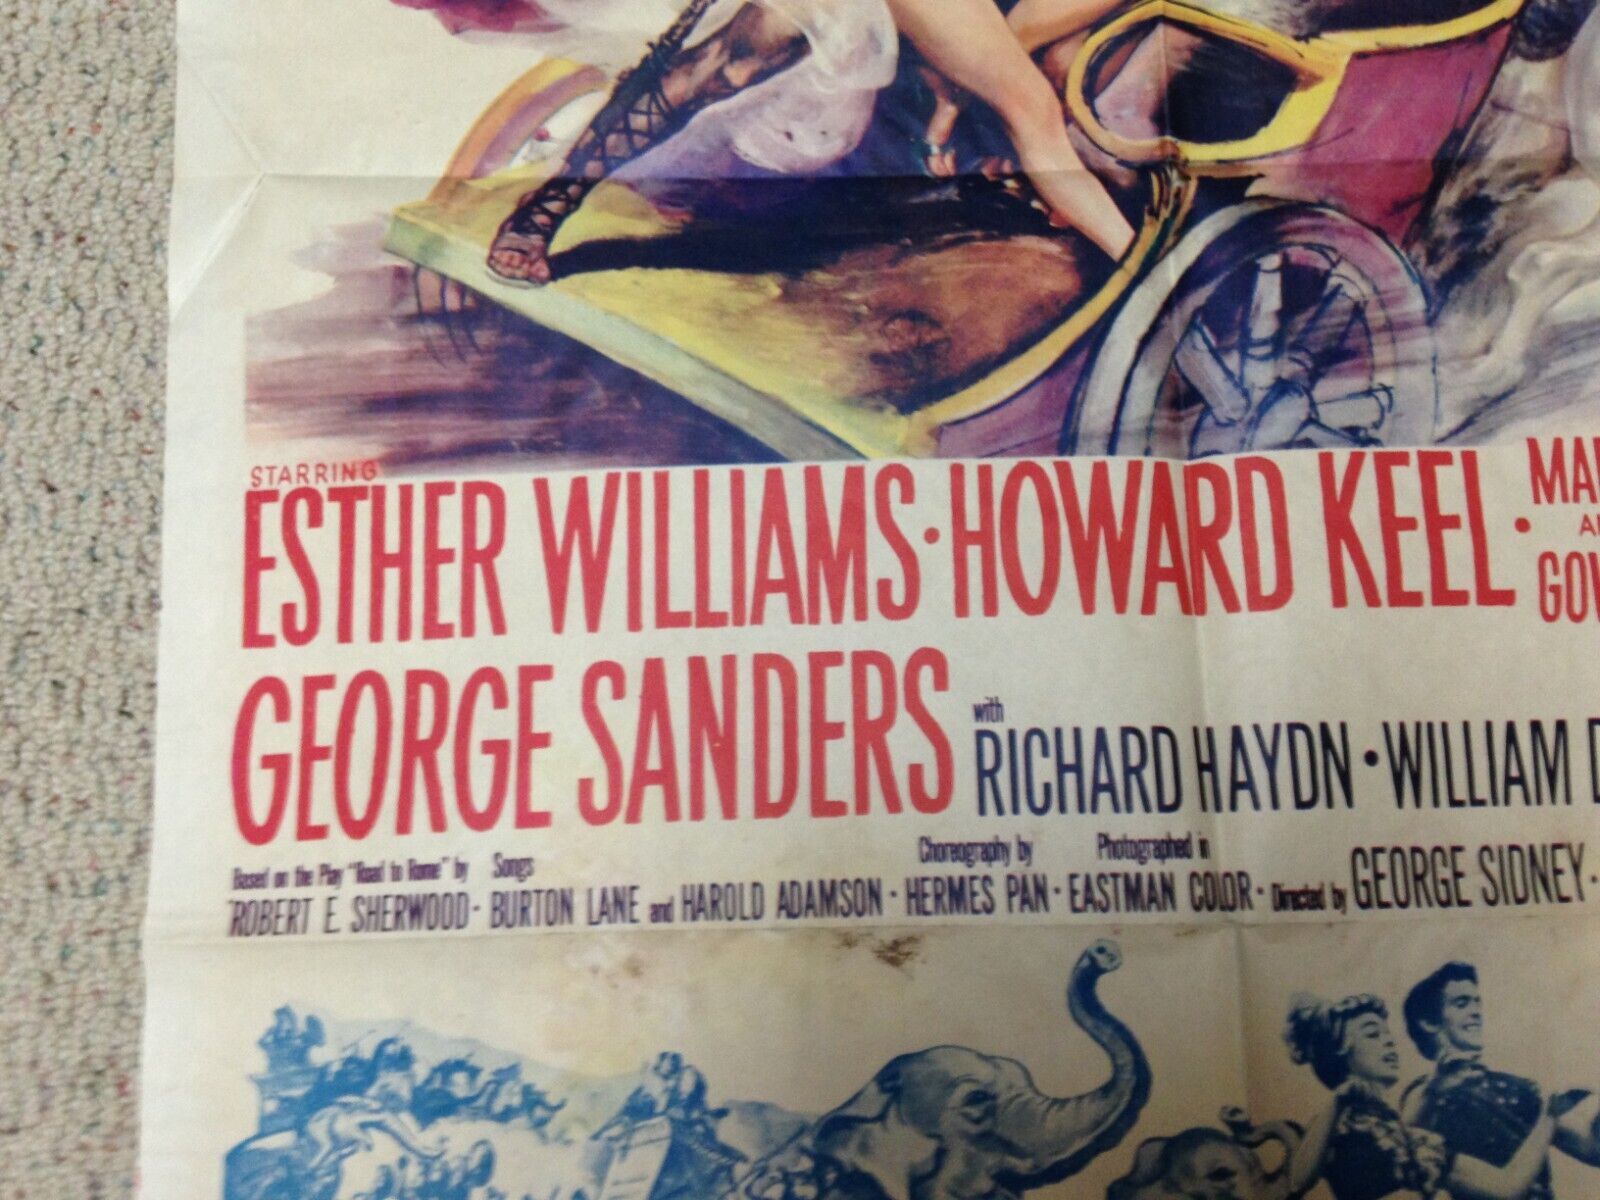 STARRING
ESTHER WILLIAMS · HOWARD KEEL ·
GEORGE SANDERS with RICHARD HAYDN · WILLIAM
Based on the Play "Road to Rome" by Songs Choreography by Photographed in
ROBERT E. SHERWOOD · BURTON LANE and HAROLD ADAMSON · HERMES PAN · EASTMAN COLOR · Directed by GEORGE SIDNEY ·